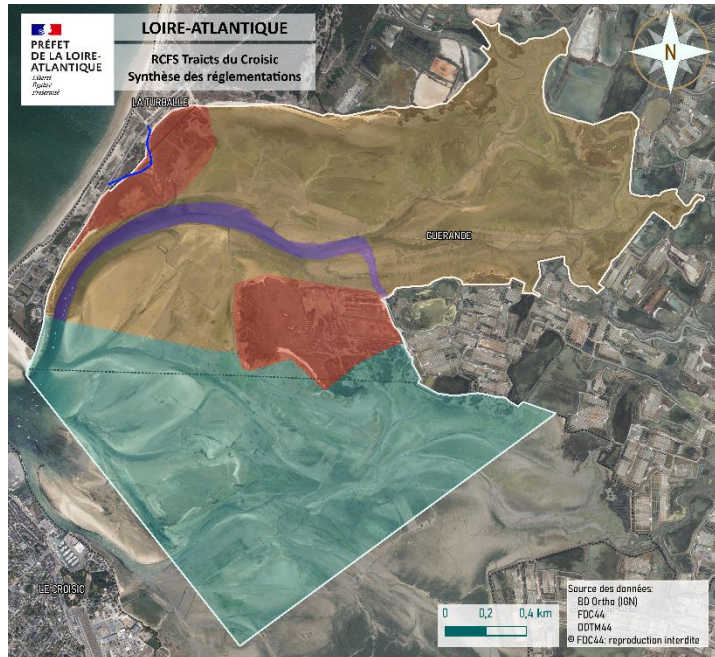 PRÉFET
DE LA LOIRE-
ATLANTIQUE
Liberté
Égalité
Fraternité
LOIRE-ATLANTIQUE
RCFS Traicts du Croisic
Synthèse des réglementations
N
LA TURBALLE
GUERANDE
LE CROISIC
0 0,2 0,4 km
Source des données:
BD Ortho (IGN)
FDC44
DDTM44
© FDC44: reproduction interdite